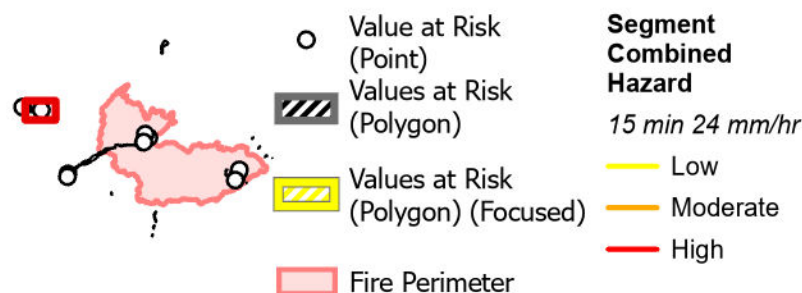 Value at Risk
(Point)
Values at Risk
(Polygon)
Values at Risk
(Polygon) (Focused)
Fire Perimeter
Segment
Combined
Hazard
15 min 24 mm/hr
Low
Moderate
High